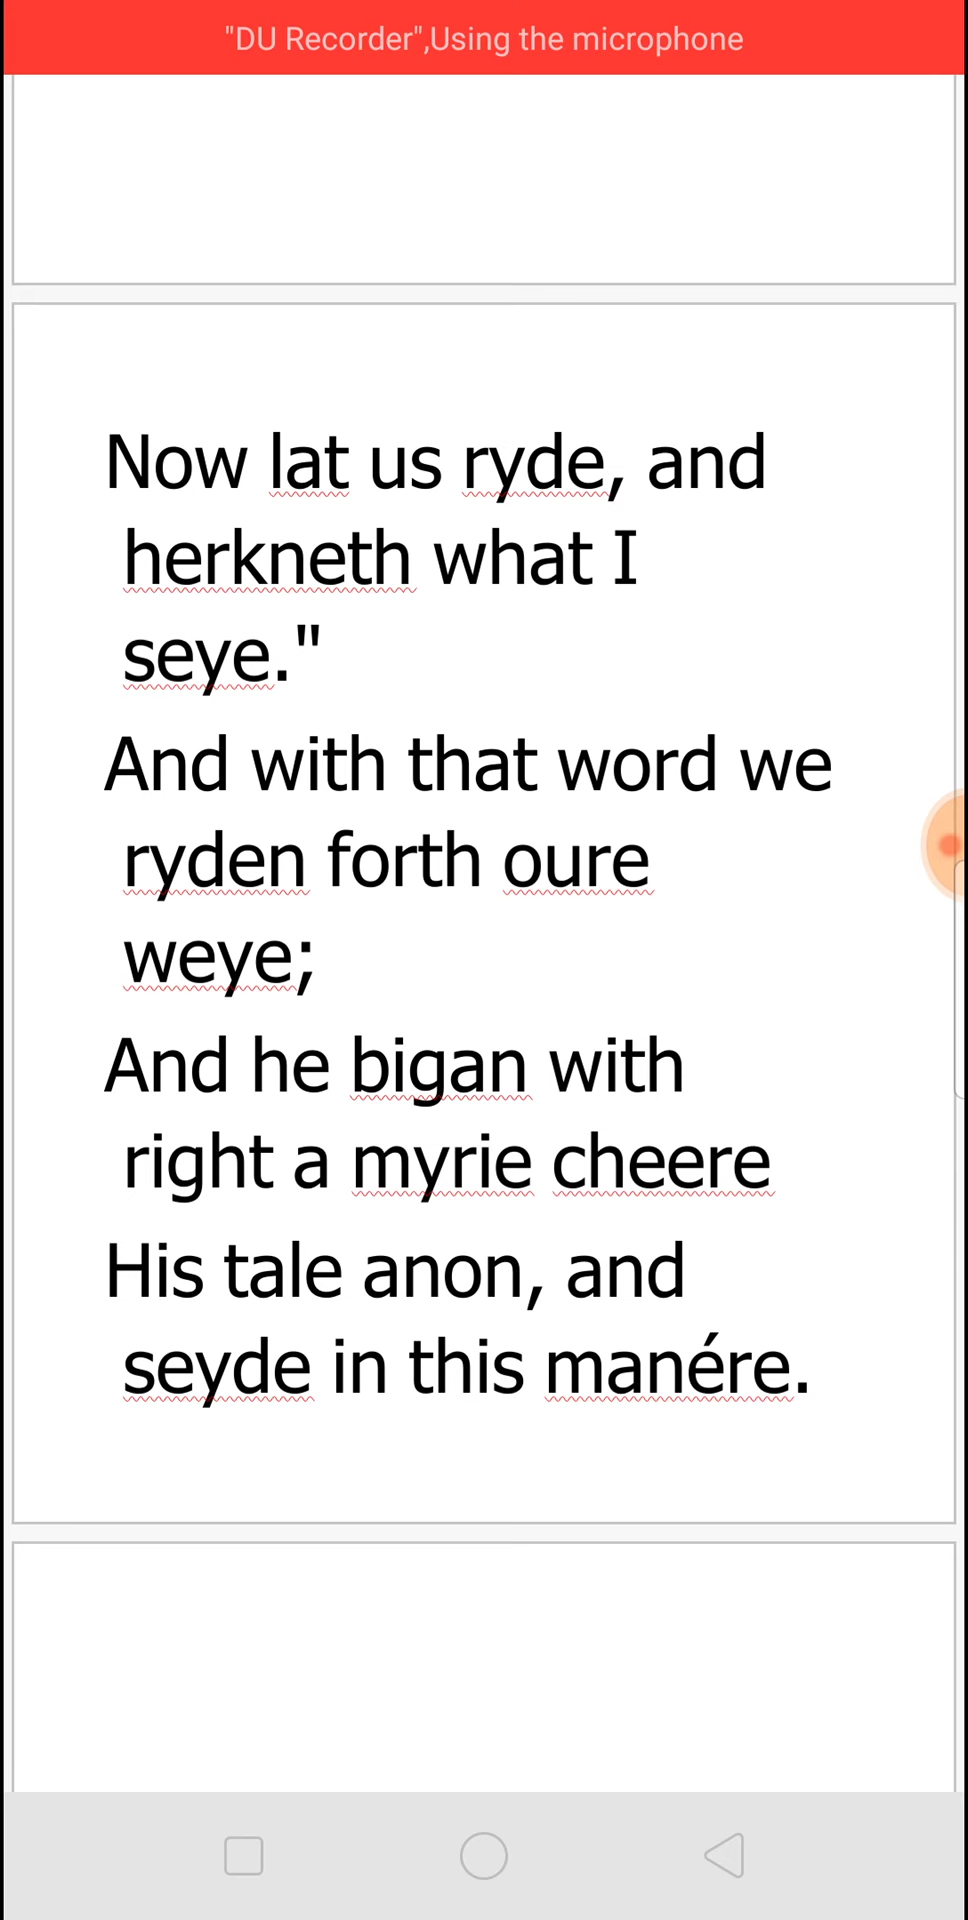 "DU Recorder",Using the microphone
Now lat us ryde, and
herkneth what I
seye."
And with that word we
ryden forth oure
weye;
And he bigan with
right a myrie cheere
His tale anon, and
seyde in this manére.